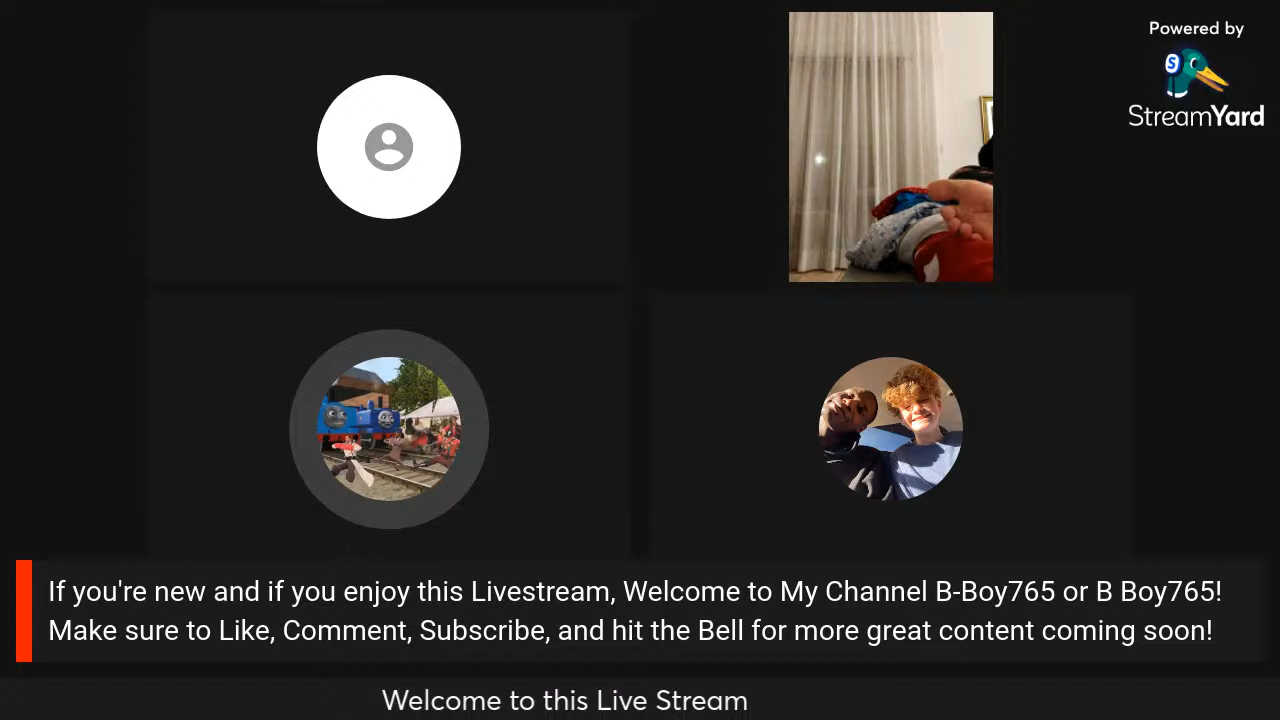 Powered by
StreamYard
If you're new and if you enjoy this Livestream, Welcome to My Channel B-Boy765 or B Boy765!
Make sure to Like, Comment, Subscribe, and hit the Bell for more great content coming soon!
Welcome to this Live Stream